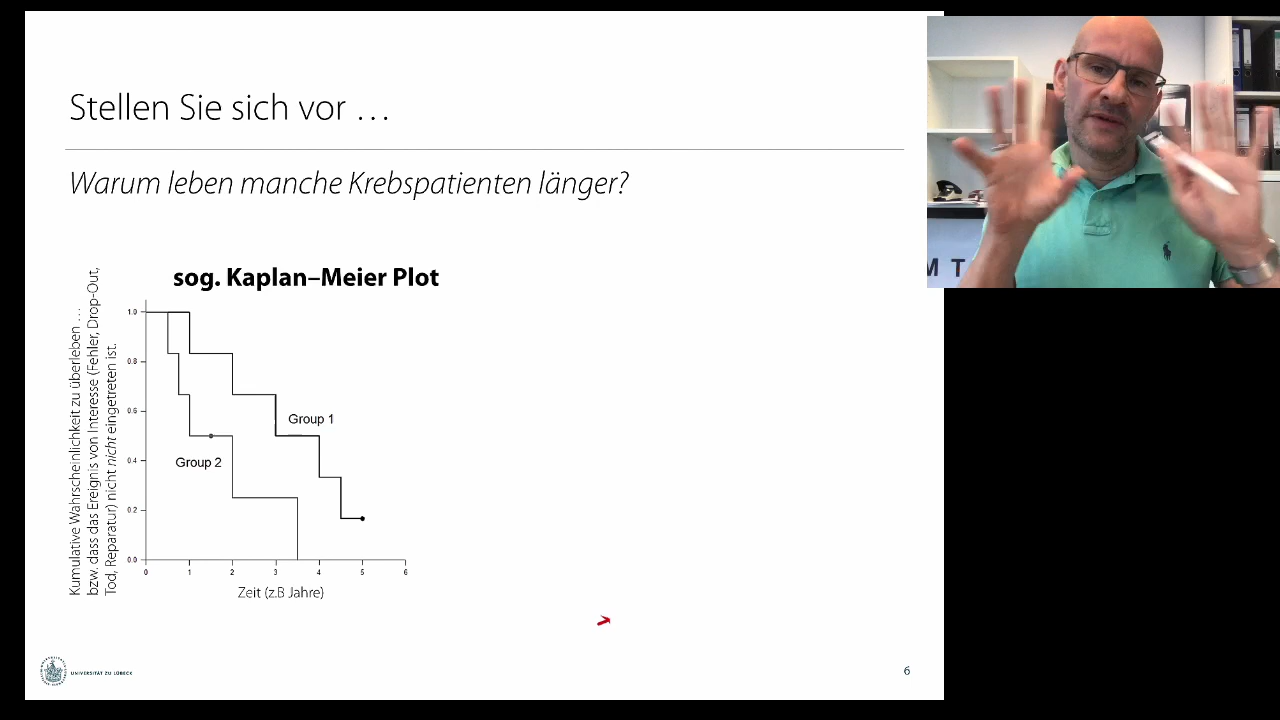 Stellen Sie sich vor …
Warum leben manche Krebspatienten länger?
sog. Kaplan–Meier Plot
Kumulative Wahrscheinlichkeit zu überleben …
bzw. dass das Ereignis von Interesse (Fehler, Drop-Out,
Tod, Reparatur) nicht eingetreten ist.
1.0
0.8
0.6
0.4
0.2
0.0
Group 1
Group 2
0 1 2 3 4 5 6
Zeit (z.B Jahre)
UNIVERSITÄT ZU LÜBECK
6
M T